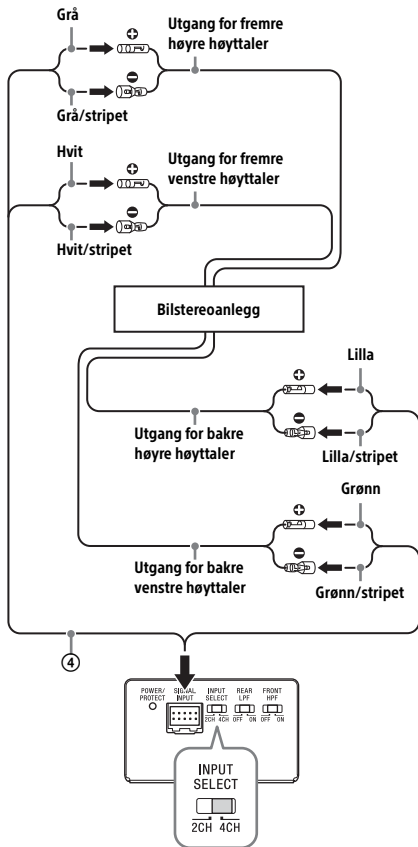 Grå
Utgang for fremre
høyre høyttaler
Grå/stripet
Hvit
Utgang for fremre
venstre høyttaler
Hvit/stripet
Bilstereoanlegg
Lilla
Utgang for bakre
høyre høyttaler
Lilla/stripet
Grønn
Utgang for bakre
venstre høyttaler
Grønn/stripet
④
POWER/
PROTECT
SIGNAL
INPUT
INPUT
SELECT
2CH 4CH
REAR
LPF
OFF ON
FRONT
HPF
OFF ON
INPUT
SELECT
2CH 4CH